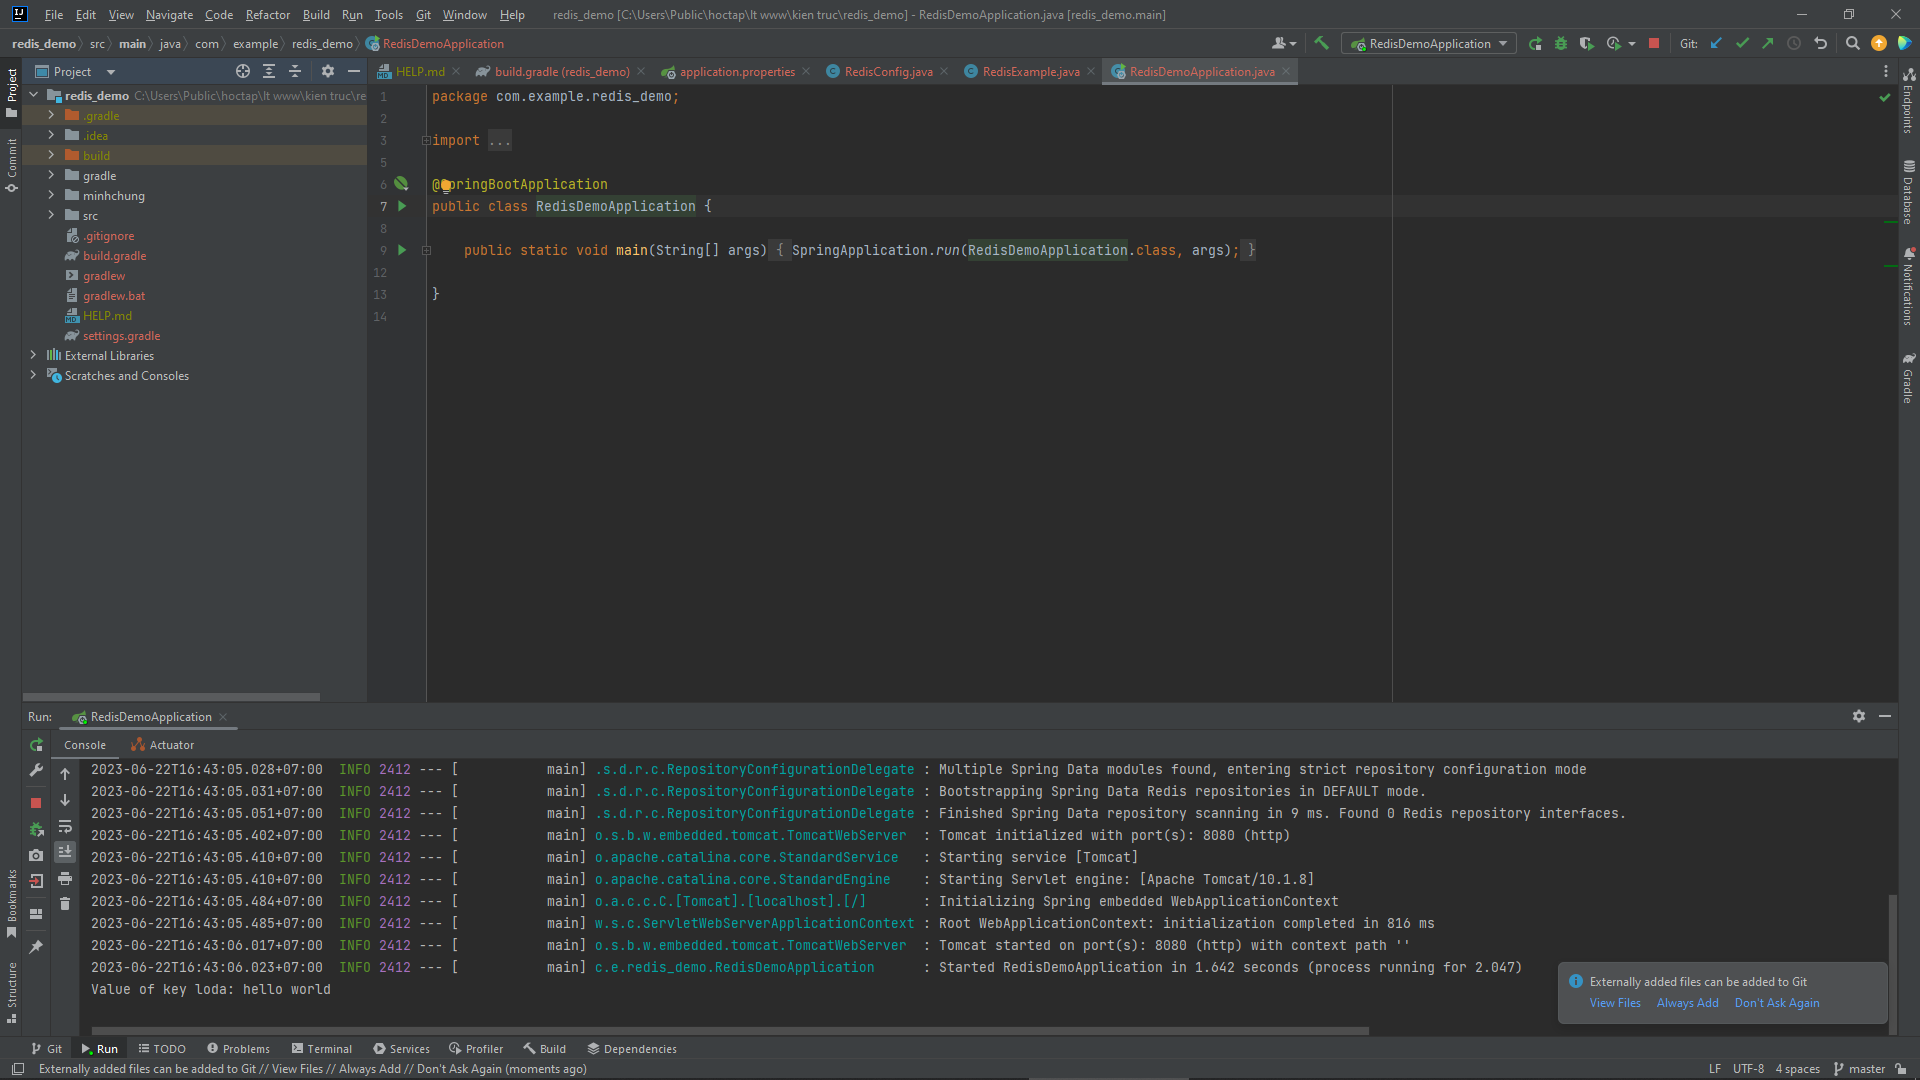 File Edit View Navigate Code Refactor Build Run Tools Git Window Help redis_demo [C:\Users\Public\hoctap\lt www\kien truc\redis_demo] - RedisDemoApplication.java [redis_demo.main]
redis_demo src main java com example redis_demo RedisDemoApplication RedisDemoApplication Git:
Project HELP.md build.gradle (redis_demo) application.properties RedisConfig.java RedisExample.java RedisDemoApplication.java
Project
Commit
Bookmarks
Structure
redis_demo C:\Users\Public\hoctap\lt www\kien truc\re
.gradle
.idea
build
gradle
minhchung
src
.gitignore
build.gradle
gradlew
gradlew.bat
HELP.md
settings.gradle
External Libraries
Scratches and Consoles
1 package com.example.redis_demo;
2
3 import ...
5
6 @SpringBootApplication
7 public class RedisDemoApplication {
8
9 public static void main(String[] args) { SpringApplication.run(RedisDemoApplication.class, args); }
12
13 }
14
Endpoints
Database
Notifications
Gradle
Run: RedisDemoApplication
Console Actuator
2023-06-22T16:43:05.028+07:00 INFO 2412 --- [ main] .s.d.r.c.RepositoryConfigurationDelegate : Multiple Spring Data modules found, entering strict repository configuration mode
2023-06-22T16:43:05.031+07:00 INFO 2412 --- [ main] .s.d.r.c.RepositoryConfigurationDelegate : Bootstrapping Spring Data Redis repositories in DEFAULT mode.
2023-06-22T16:43:05.051+07:00 INFO 2412 --- [ main] .s.d.r.c.RepositoryConfigurationDelegate : Finished Spring Data repository scanning in 9 ms. Found 0 Redis repository interfaces.
2023-06-22T16:43:05.402+07:00 INFO 2412 --- [ main] o.s.b.w.embedded.tomcat.TomcatWebServer : Tomcat initialized with port(s): 8080 (http)
2023-06-22T16:43:05.410+07:00 INFO 2412 --- [ main] o.apache.catalina.core.StandardService : Starting service [Tomcat]
2023-06-22T16:43:05.410+07:00 INFO 2412 --- [ main] o.apache.catalina.core.StandardEngine : Starting Servlet engine: [Apache Tomcat/10.1.8]
2023-06-22T16:43:05.484+07:00 INFO 2412 --- [ main] o.a.c.c.C.[Tomcat].[localhost].[/] : Initializing Spring embedded WebApplicationContext
2023-06-22T16:43:05.485+07:00 INFO 2412 --- [ main] w.s.c.ServletWebServerApplicationContext : Root WebApplicationContext: initialization completed in 816 ms
2023-06-22T16:43:06.017+07:00 INFO 2412 --- [ main] o.s.b.w.embedded.tomcat.TomcatWebServer : Tomcat started on port(s): 8080 (http) with context path ''
2023-06-22T16:43:06.023+07:00 INFO 2412 --- [ main] c.e.redis_demo.RedisDemoApplication : Started RedisDemoApplication in 1.642 seconds (process running for 2.047)
Value of key loda: hello world
Externally added files can be added to Git
View Files Always Add Don't Ask Again
Git Run TODO Problems Terminal Services Profiler Build Dependencies
Externally added files can be added to Git // View Files // Always Add // Don't Ask Again (moments ago) LF UTF-8 4 spaces master